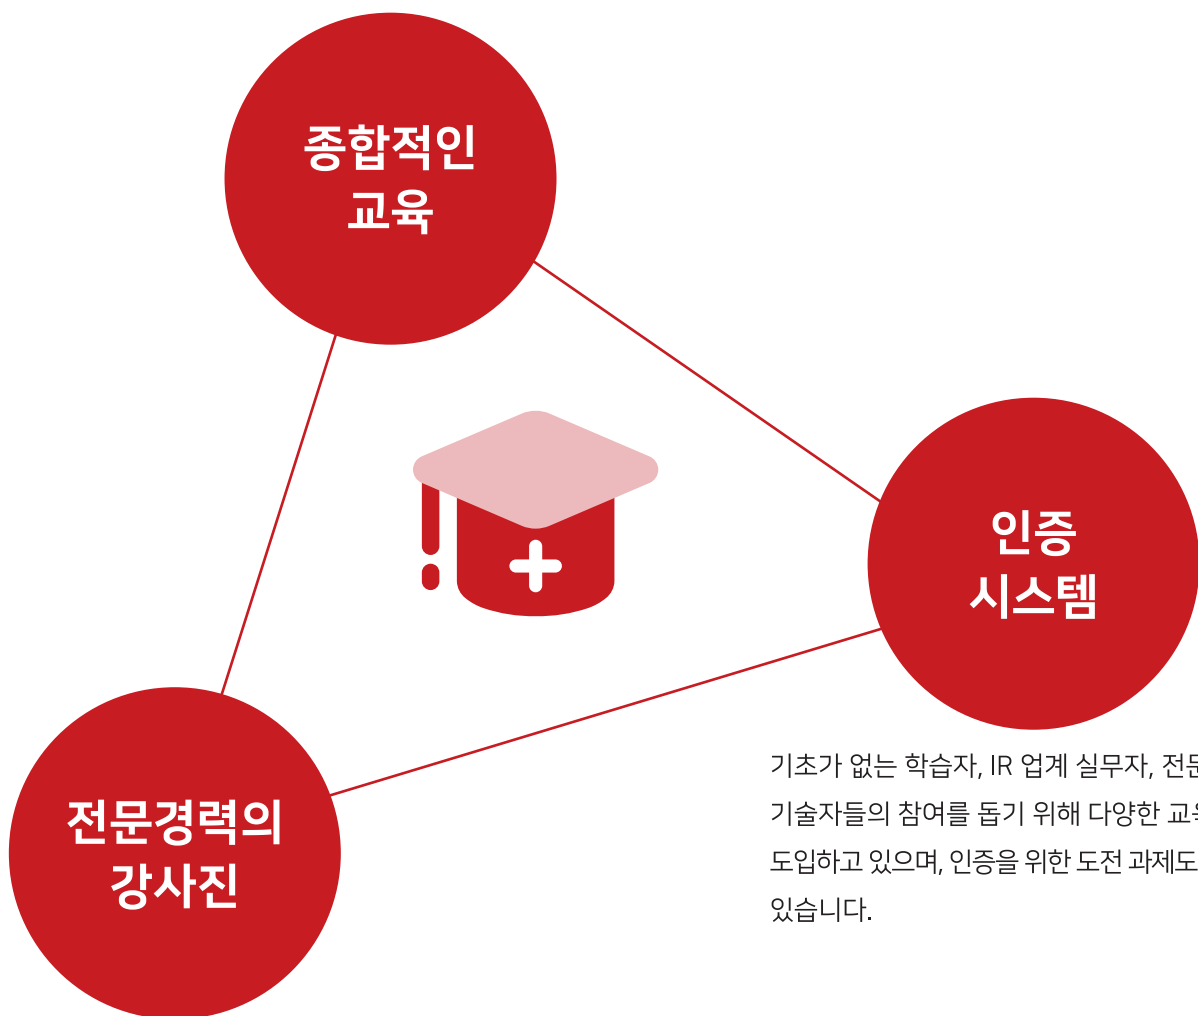 종합적인
교육
인증
시스템
전문경력의
강사진
기초가 없는 학습자, IR 업계 실무자,
기술자들의 참여를 돕기 위해 다양한
도입하고 있으며, 인증을 위한 도전 과제도
있습니다.